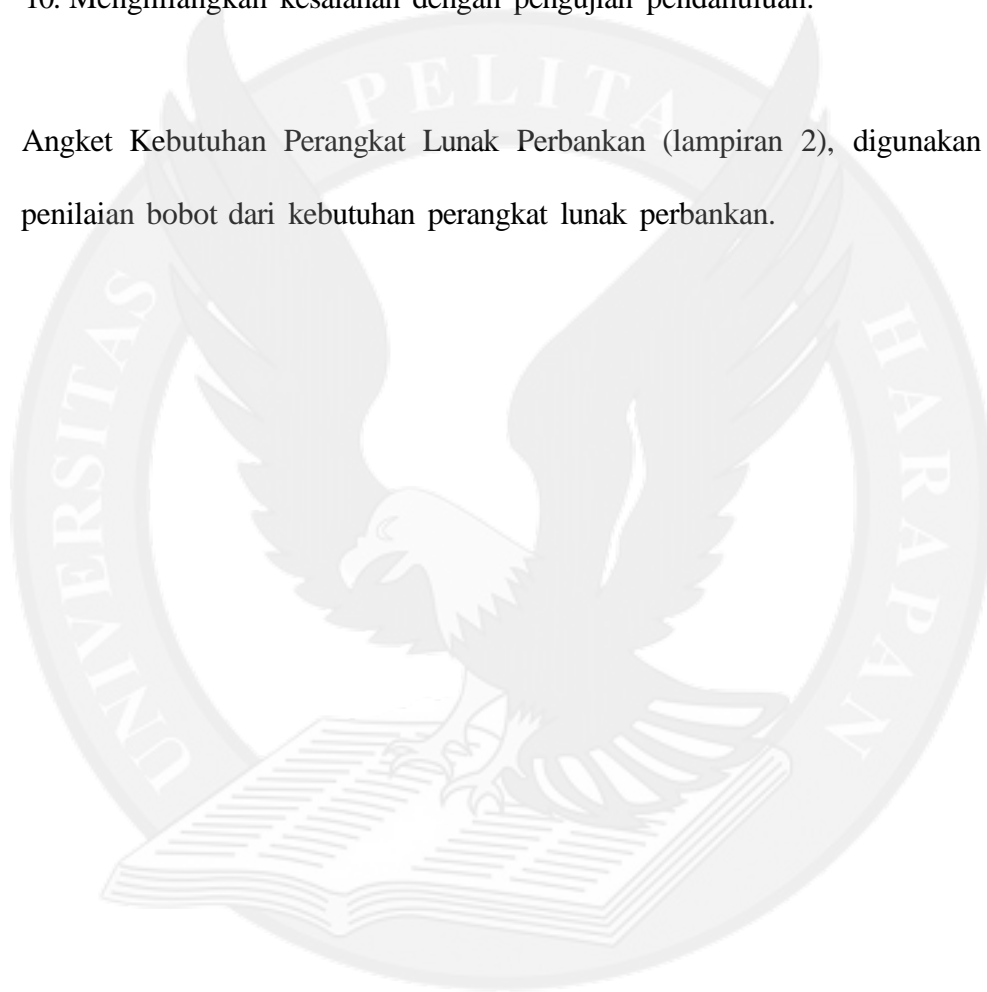 10. Menghilangkan kesalahan dengan pengujian pendahuluan.
Angket Kebutuhan Perangkat Lunak Perbankan (lampiran 2), digunakan
penilaian bobot dari kebutuhan perangkat lunak perbankan.
UNIVERSITAS PELITA HARAPAN